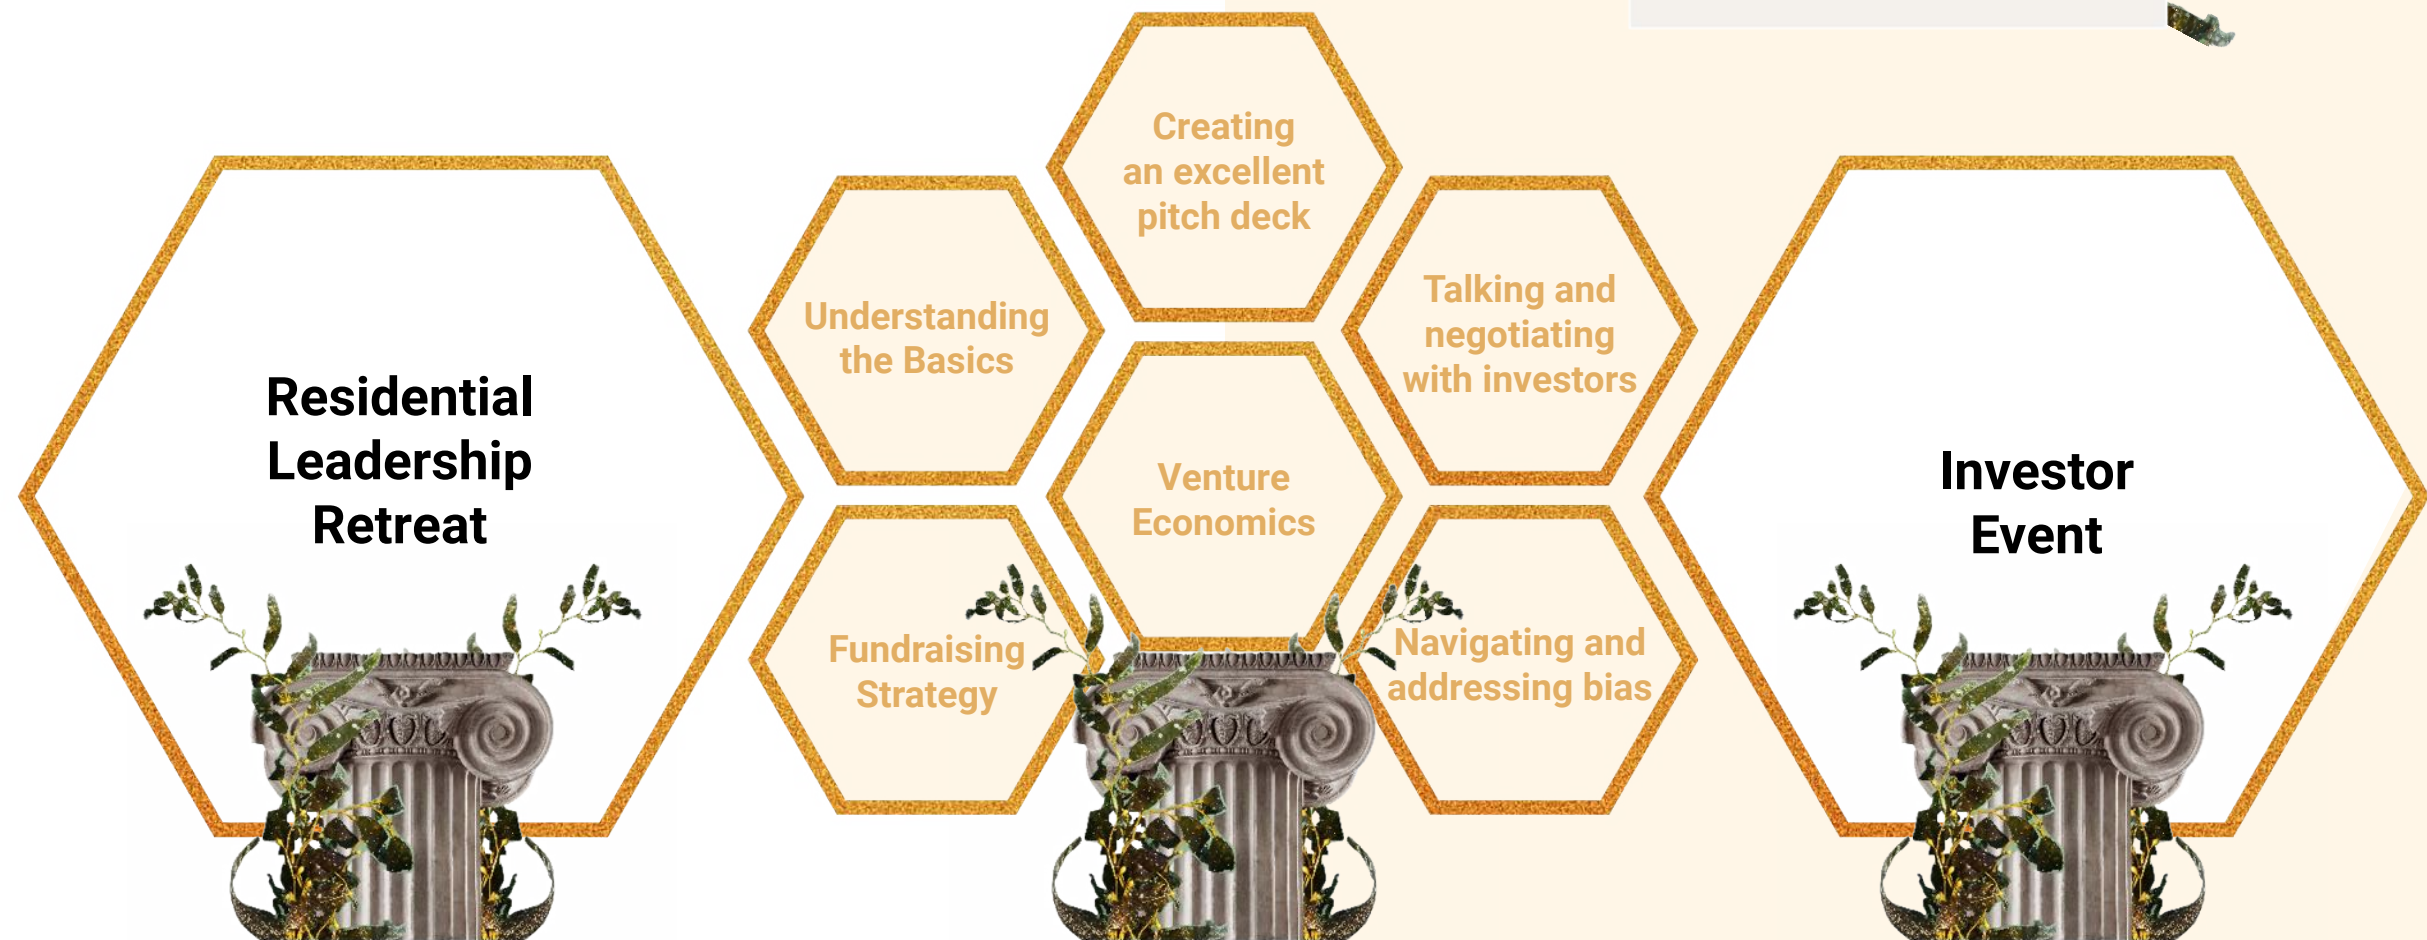 Residential
Leadership
Retreat
Understanding
the Basics
Fundraising
Strategy
Creating
an excellent
pitch deck
Venture
Economics
Talking and
negotiating
with investors
Navigating and
addressing bias
Investor
Event